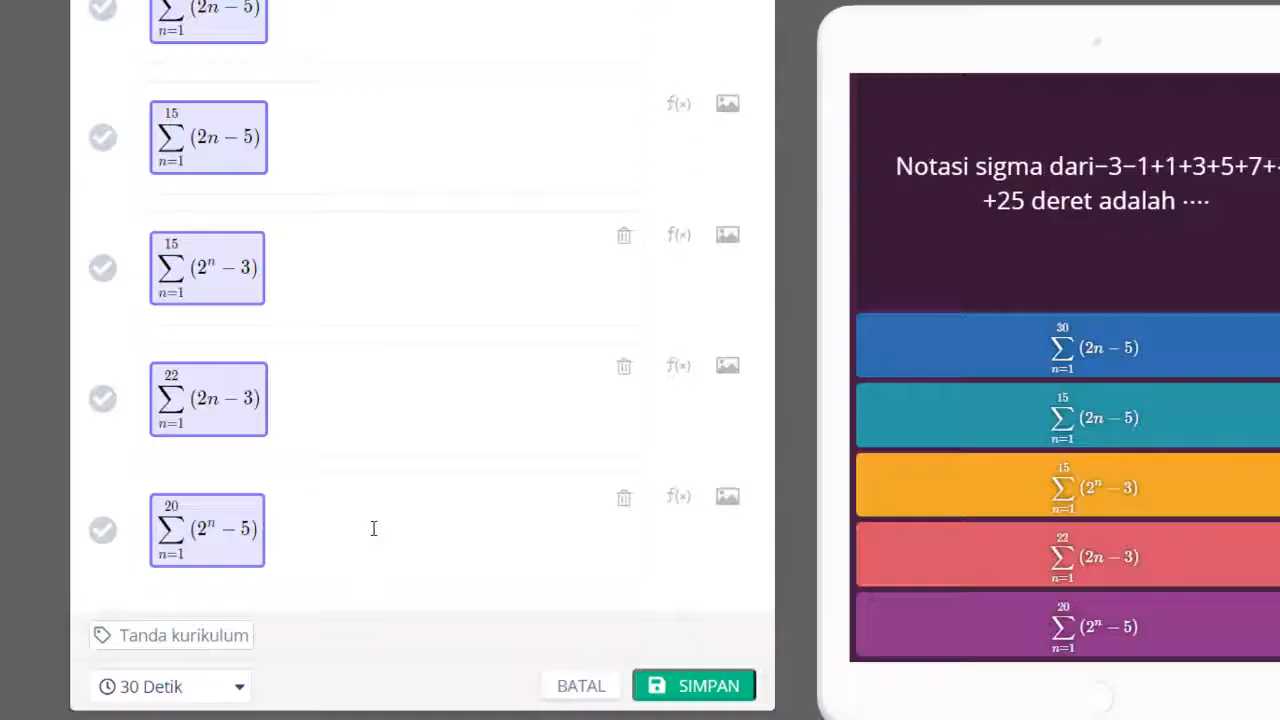 ∑ (2n − 5)
n=1
15
∑ (2n − 5)
n=1
f(x)
15
∑ (2ⁿ − 3)
n=1
f(x)
22
∑ (2n − 3)
n=1
f(x)
20
∑ (2ⁿ − 5)
n=1
f(x)
Tanda kurikulum
30 Detik
BATAL
SIMPAN
Notasi sigma dari−3−1+1+3+5+7+
+25 deret adalah ····
30
∑ (2n − 5)
n=1
15
∑ (2n − 5)
n=1
15
∑ (2ⁿ − 3)
n=1
22
∑ (2n − 3)
n=1
20
∑ (2ⁿ − 5)
n=1